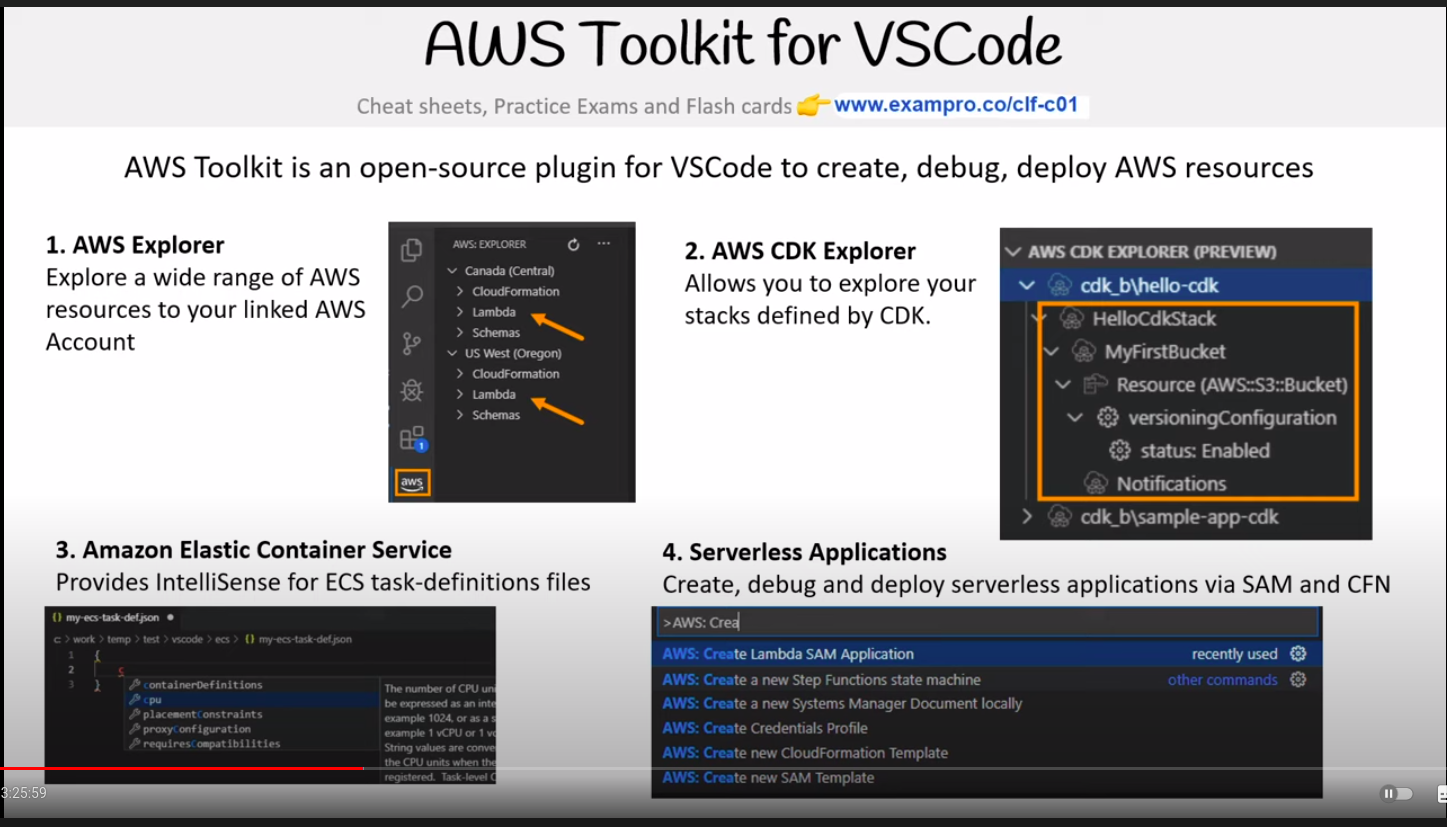 AWS Toolkit for VSCode
Cheat sheets, Practice Exams and Flash cards 👉 www.exampro.co/clf-c01
AWS Toolkit is an open-source plugin for VSCode to create, debug, deploy AWS resources
1. AWS Explorer
Explore a wide range of AWS
resources to your linked AWS
Account
AWS: EXPLORER
Canada (Central)
CloudFormation
Lambda
Schemas
US West (Oregon)
CloudFormation
Lambda
Schemas
1
aws
2. AWS CDK Explorer
Allows you to explore your
stacks defined by CDK.
AWS CDK EXPLORER (PREVIEW)
cdk_b\hello-cdk
HelloCdkStack
MyFirstBucket
Resource (AWS::S3::Bucket)
versioningConfiguration
status: Enabled
Notifications
cdk_b\sample-app-cdk
3. Amazon Elastic Container Service
Provides IntelliSense for ECS task-definitions files
{} my-ecs-task-def.json ●
c: > work > temp > test > vscode > ecs > {} my-ecs-task-def.json
1 {
2 c
3 }
containerDefinitions
cpu
placementConstraints
proxyConfiguration
requiresCompatibilities
The number of CPU uni
be expressed as an inte
example 1024, or as a s
example 1 vCPU or 1 vc
String values are conve
the CPU units when the
registered. Task-level C
4. Serverless Applications
Create, debug and deploy serverless applications via SAM and CFN
>AWS: Crea
AWS: Create Lambda SAM Application recently used
AWS: Create a new Step Functions state machine other commands
AWS: Create a new Systems Manager Document locally
AWS: Create Credentials Profile
AWS: Create new CloudFormation Template
AWS: Create new SAM Template
3:25:59